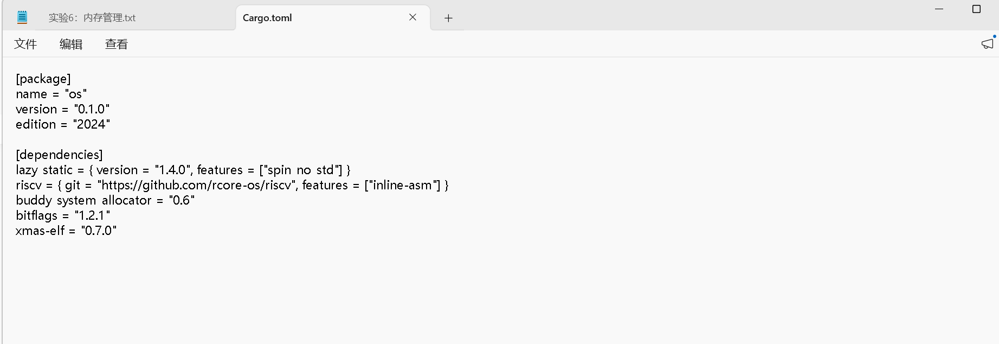 实验6：内存管理.txt
Cargo.toml
文件 编辑 查看
[package]
name = "os"
version = "0.1.0"
edition = "2024"
[dependencies]
lazy static = { version = "1.4.0", features = ["spin no std"] }
riscv = { git = "https://github.com/rcore-os/riscv", features = ["inline-asm"] }
buddy system allocator = "0.6"
bitflags = "1.2.1"
xmas-elf = "0.7.0"